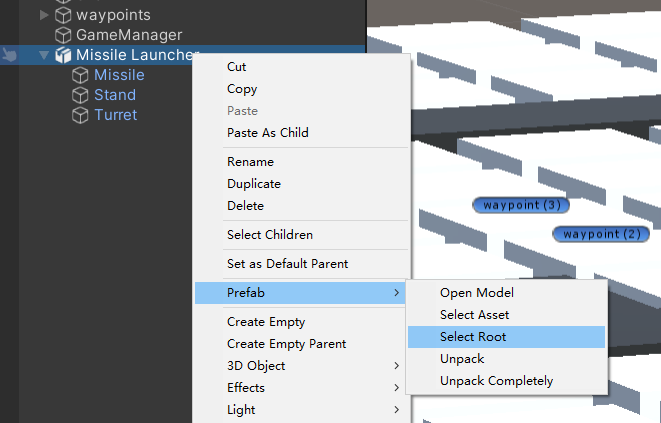 waypoints
GameManager
Missile Launcher
Missile
Stand
Turret
Cut
Copy
Paste
Paste As Child
Rename
Duplicate
Delete
Select Children
Set as Default Parent
Prefab
Create Empty
Create Empty Parent
3D Object
Effects
Light
Open Model
Select Asset
Select Root
Unpack
Unpack Completely
waypoint (3)
waypoint (2)